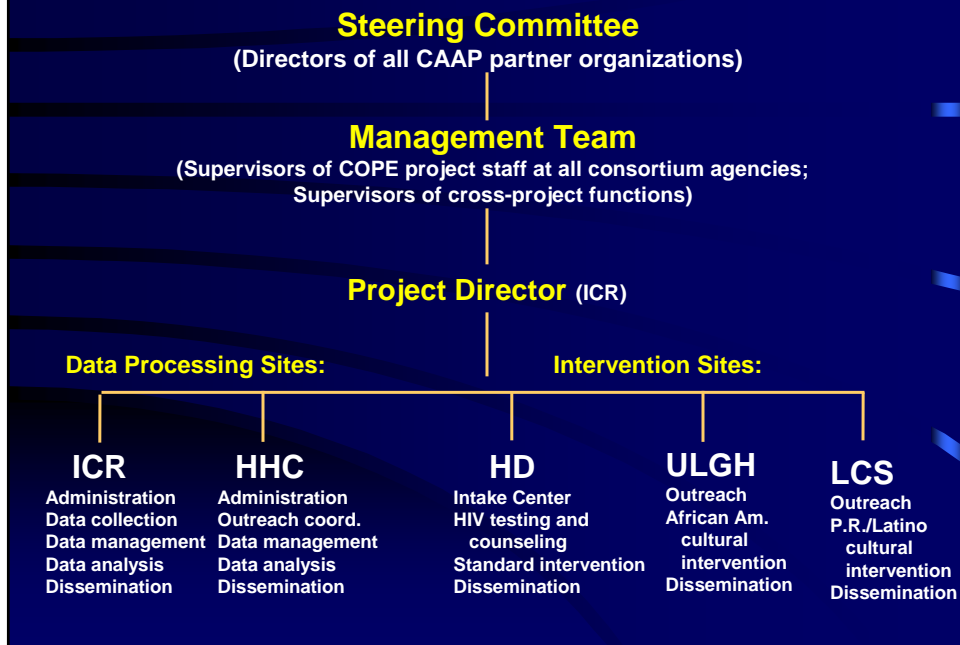 Steering Committee
(Directors of all CAAP partner organizations)
Management Team
(Supervisors of COPE project staff at all consortium agencies;
Supervisors of cross-project functions)
Project Director (ICR)
Data Processing Sites:
Intervention Sites:
ICR
Administration
Data collection
Data management
Data analysis
Dissemination
HHC
Administration
Outreach coord.
Data management
Data analysis
Dissemination
HD
Intake Center
HIV testing and
counseling
Standard intervention
Dissemination
ULGH
Outreach
African Am.
cultural
intervention
Dissemination
LCS
Outreach
P.R./Latino
cultural
intervention
Dissemination